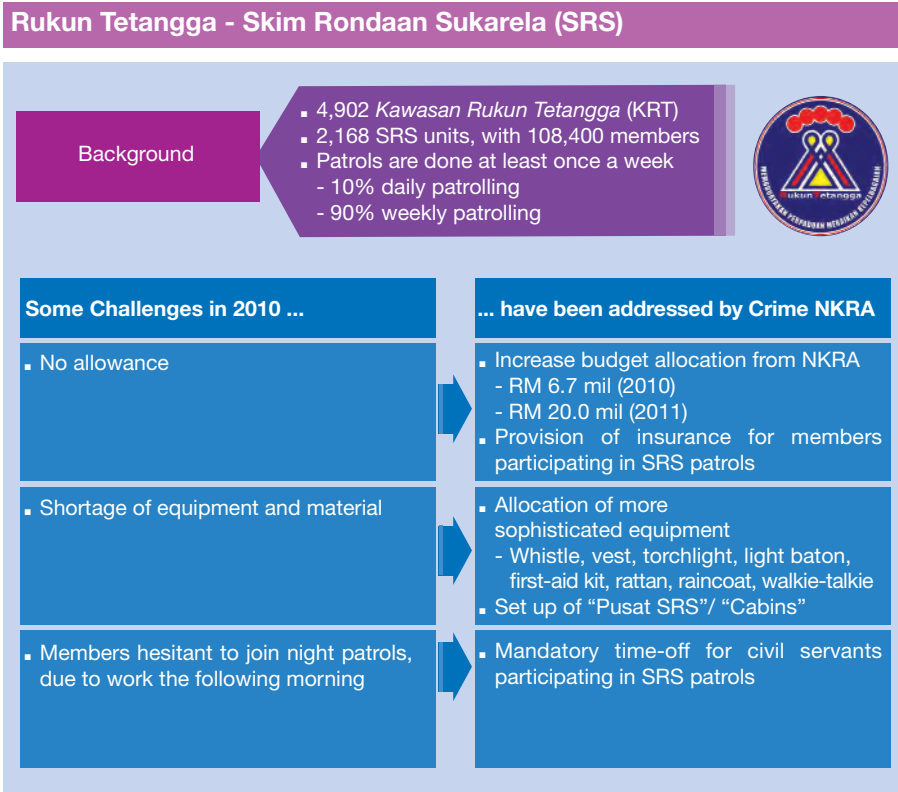 Rukun Tetangga - Skim Rondaan Sukarela (SRS)
Background
▪ 4,902 Kawasan Rukun Tetangga (KRT)
▪ 2,168 SRS units, with 108,400 members
▪ Patrols are done at least once a week
- 10% daily patrolling
- 90% weekly patrolling
Rukun Tetangga
Some Challenges in 2010 ...
... have been addressed by Crime NKRA
▪ No allowance
▪ Increase budget allocation from NKRA
- RM 6.7 mil (2010)
- RM 20.0 mil (2011)
▪ Provision of insurance for members
participating in SRS patrols
▪ Shortage of equipment and material
▪ Allocation of more
sophisticated equipment
- Whistle, vest, torchlight, light baton,
first-aid kit, rattan, raincoat, walkie-talkie
▪ Set up of “Pusat SRS”/ “Cabins”
▪ Members hesitant to join night patrols,
due to work the following morning
▪ Mandatory time-off for civil servants
participating in SRS patrols